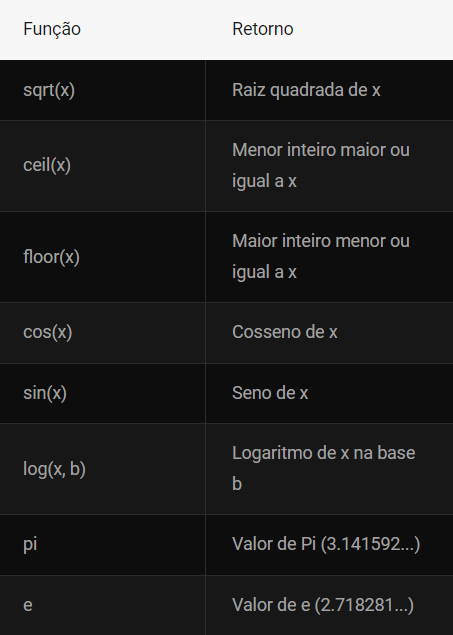 Função Retorno
sqrt(x) Raiz quadrada de x
ceil(x) Menor inteiro maior ou
igual a x
floor(x) Maior inteiro menor ou
igual a x
cos(x) Cosseno de x
sin(x) Seno de x
log(x, b) Logaritmo de x na base
b
pi Valor de Pi (3.141592...)
e Valor de e (2.718281...)